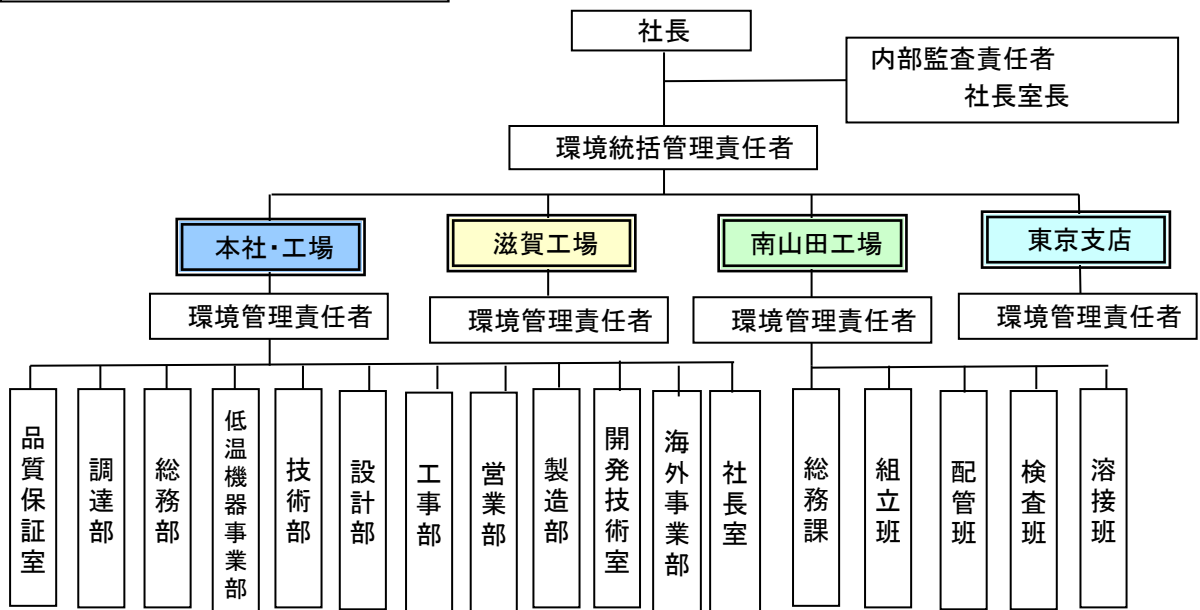 社長
内部監査責任者
社長室長
環境統括管理責任者
本社・工場
滋賀工場
南山田工場
東京支店
環境管理責任者
環境管理責任者
環境管理責任者
環境管理責任者
品質保証室
調達部
総務部
低温機器事業部
技術部
設計部
工事部
営業部
製造部
開発技術室
海外事業部
社長室
総務課
組立班
配管班
検査班
溶接班